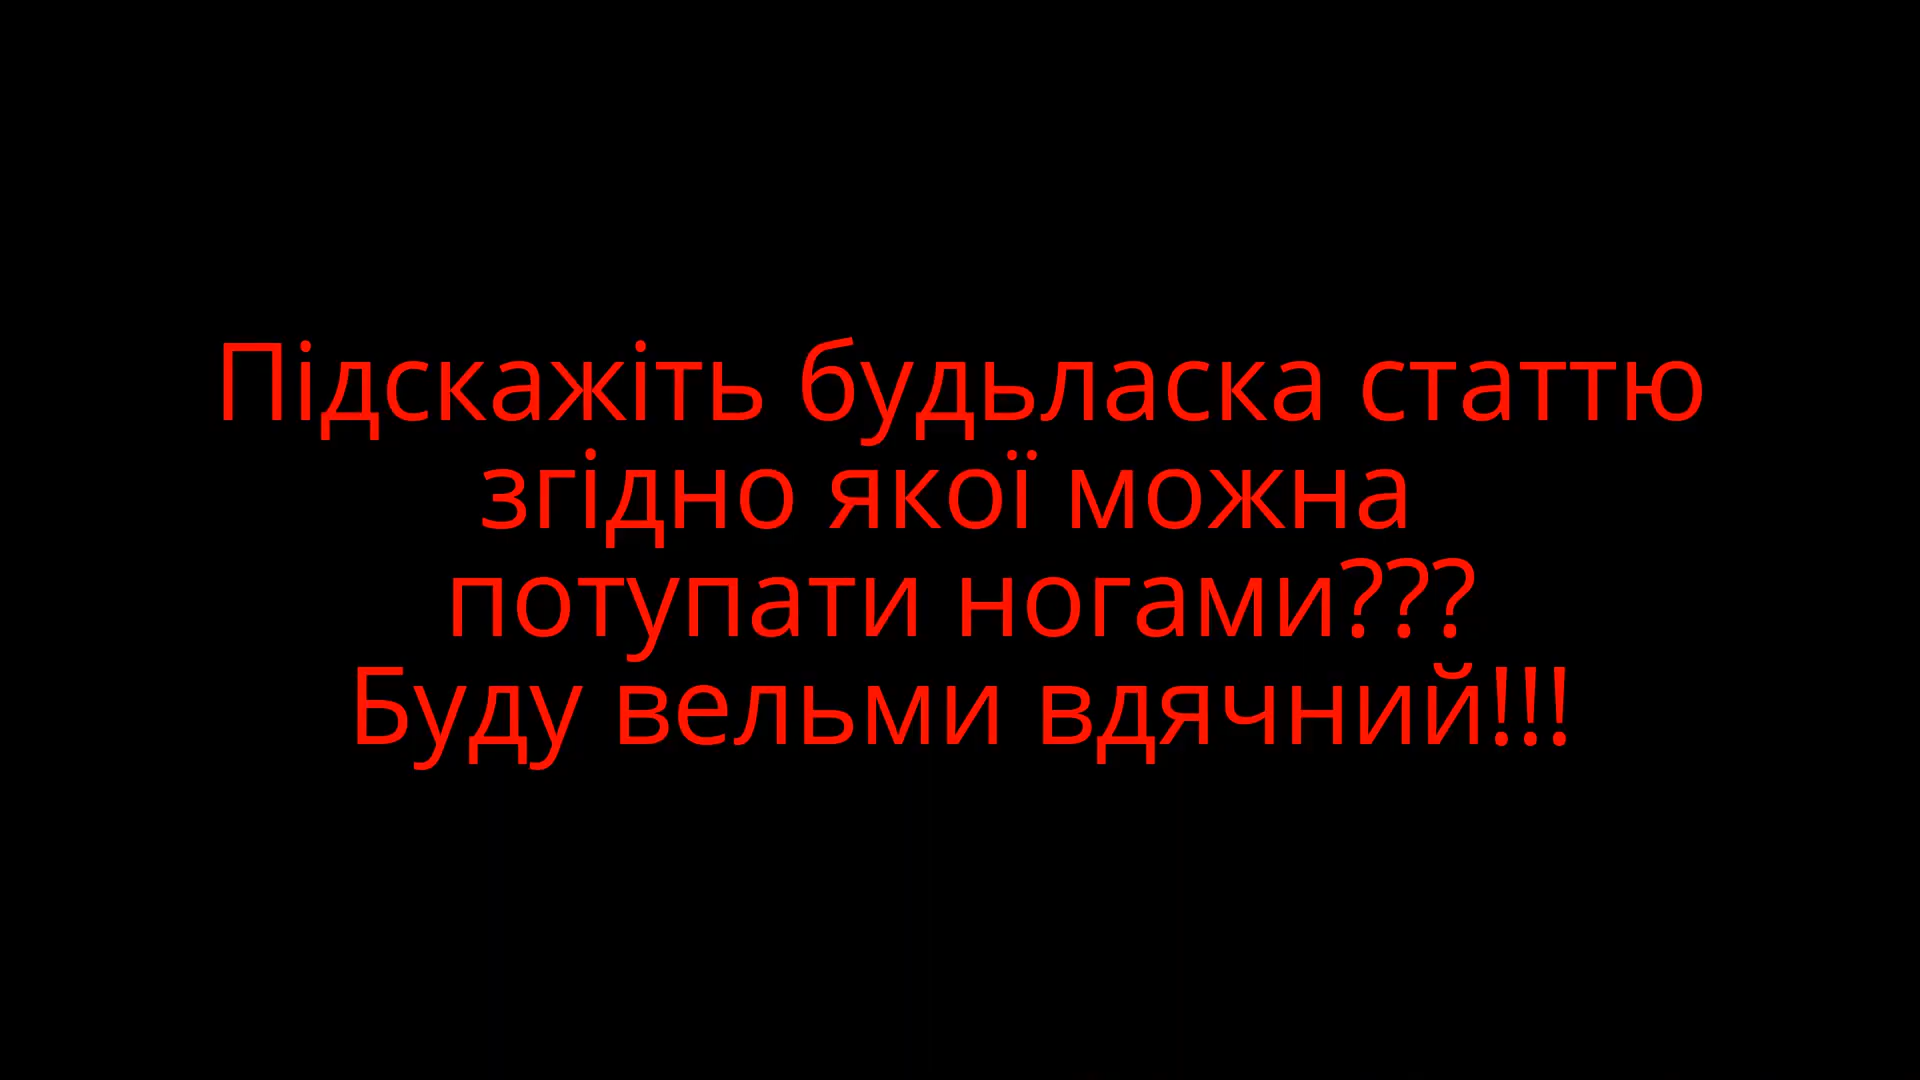 Підскажіть будьласка статтю
згідно якої можна
потупати ногами???
Буду вельми вдячний!!!